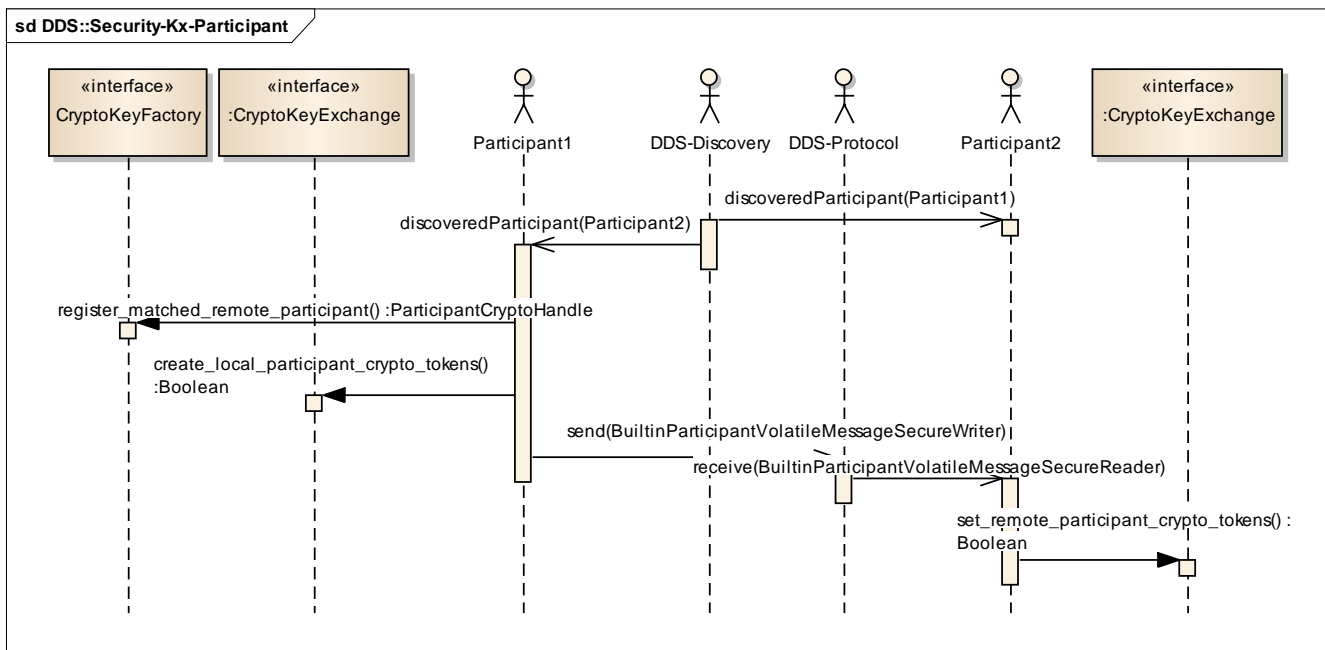 sd DDS::Security-Kx-Participant
«interface»
CryptoKeyFactory
«interface»
:CryptoKeyExchange
Participant1
DDS-Discovery
DDS-Protocol
Participant2
«interface»
:CryptoKeyExchange
discoveredParticipant(Participant1)
discoveredParticipant(Participant2)
register_matched_remote_participant() :ParticipantCryptoHandle
create_local_participant_crypto_tokens()
:Boolean
send(BuiltinParticipantVolatileMessageSecureWriter)
receive(BuiltinParticipantVolatileMessageSecureReader)
set_remote_participant_crypto_tokens() :
Boolean